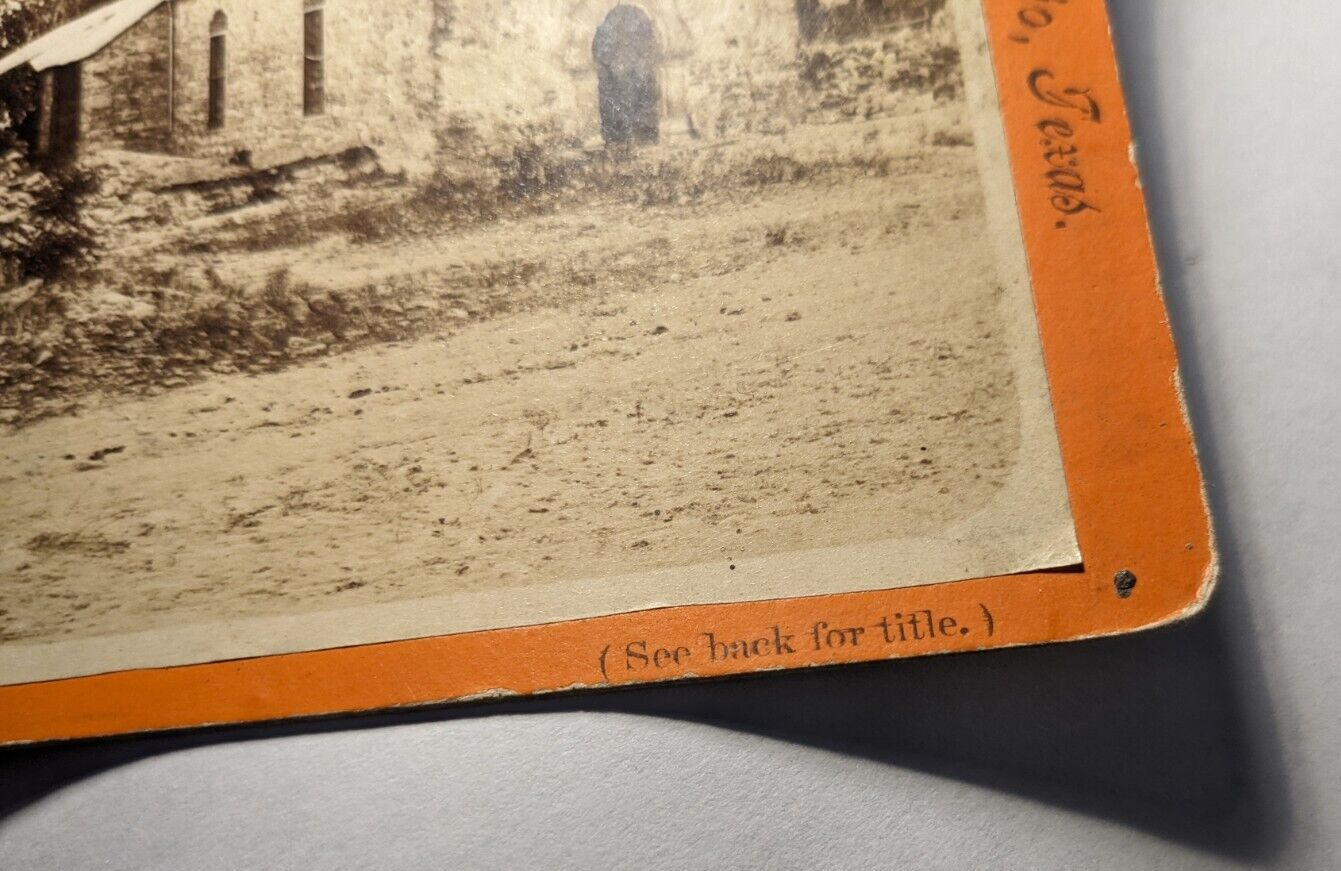 o, Texas.
(See back for title.)